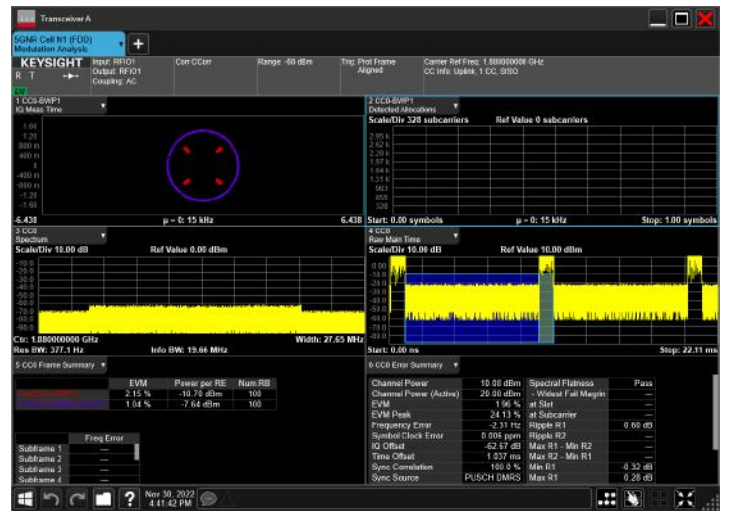 Transceiver A
5GNR Cell N1 (FDD)
Modulation Analysis
KEYSIGHT
R T
LV
Input: RFIO1
Output: RFIO1
Coupling: AC
Corr CCorr
Range: -60 dBm
Trig: Prot Frame
Aligned
Carrier Ref Freq: 1.880000000 GHz
CC Info: Uplink, 1 CC, SISO
1 CC0-BWP1
IQ Meas Time
-6.438
µ = 0: 15 kHz
6.438
2 CC0-BWP1
Detected Allocations
Scale/Div 328 subcarriers
Ref Value 0 subcarriers
Start: 0.00 symbols
µ = 0: 15 kHz
Stop: 1.00 symbols
3 CC0
Spectrum
Scale/Div 10.00 dB
Ref Value 0.00 dBm
Ctr: 1.880000000 GHz
Width: 27.65 MHz
Res BW: 377.1 Hz
Info BW: 19.66 MHz
4 CC0
Raw Main Time
Scale/Div 10.00 dB
Ref Value 10.00 dBm
Start: 0.00 ns
Stop: 22.11 ms
5 CC0 Frame Summary
EVM Power per RE Num.RB
2.15 % -10.70 dBm 100
1.04 % -7.64 dBm 100
Freq Error
Subframe 1 —
Subframe 2 —
Subframe 3 —
Subframe 4 —
6 CC0 Error Summary
Channel Power 10.08 dBm Spectral Flatness Pass
Channel Power (Active) 20.00 dBm - Widest Fail Margin —
EVM 1.96 % at Slot —
EVM Peak 24.13 % at Subcarrier —
Frequency Error -2.31 Hz Ripple R1 0.60 dB
Symbol Clock Error 0.006 ppm Ripple R2 —
IQ Offset -62.67 dB Max R1 - Min R2 —
Time Offset 1.037 ms Max R2 - Min R1 —
Sync Correlation 100.0 % Min R1 -0.32 dB
Sync Source PUSCH DMRS Max R1 0.28 dB
Nov 30, 2022
4:41:42 PM